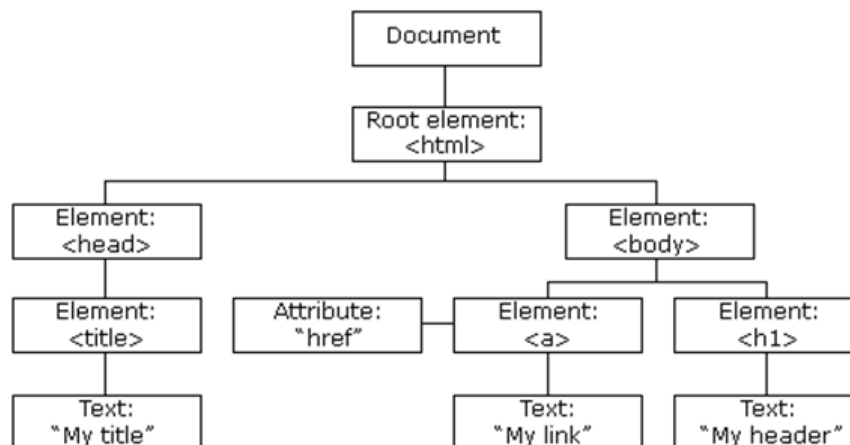 Document
Root element:
<html>
Element:
<head>
Element:
<body>
Element:
<title>
Attribute:
“href”
Element:
<a>
Element:
<h1>
Text:
“My title”
Text:
“My link”
Text:
“My header”